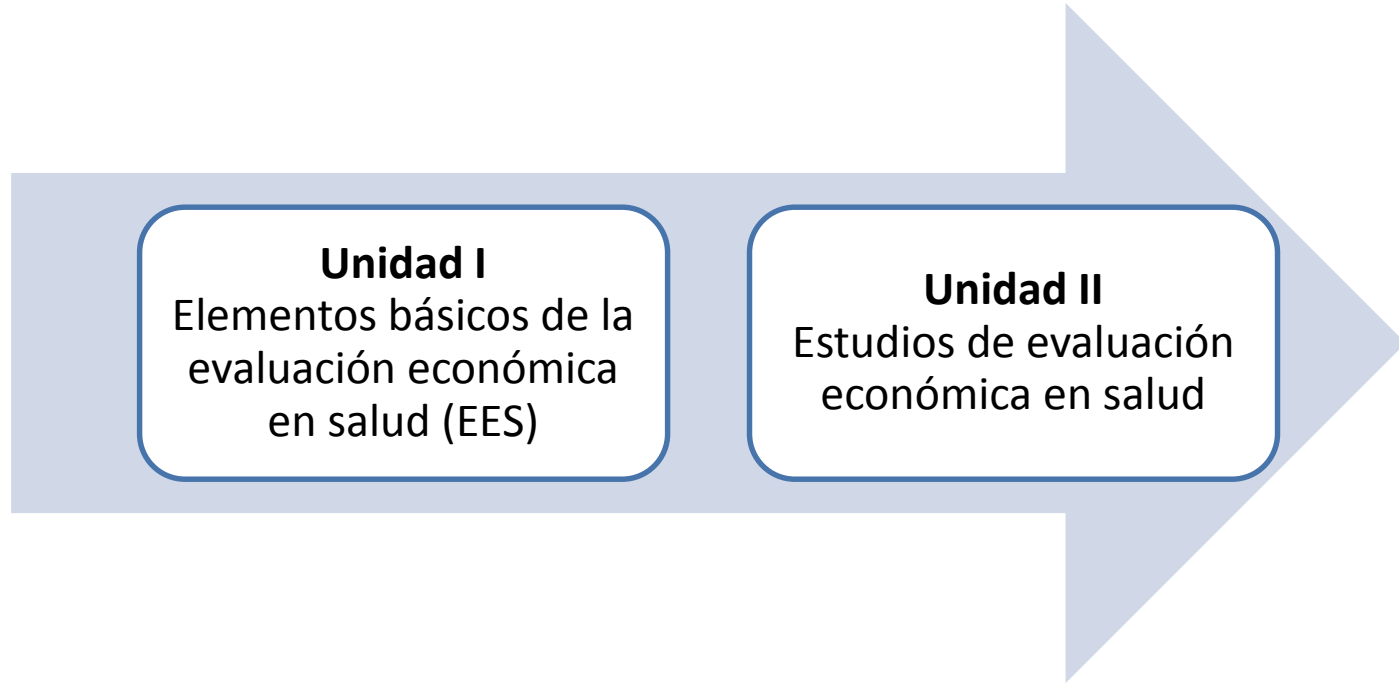 Unidad I
Elementos básicos de la
evaluación económica
en salud (EES)
Unidad II
Estudios de evaluación
económica en salud